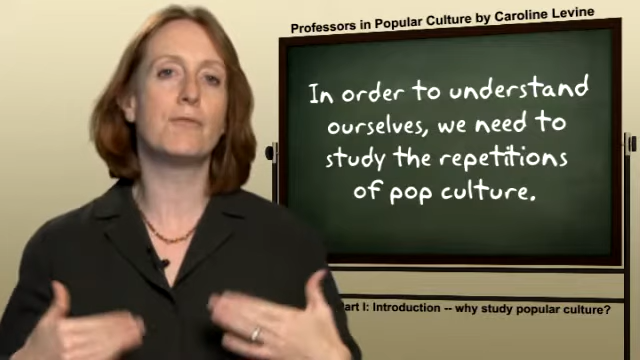 Professors in Popular Culture by Caroline Levine
In order to understand
ourselves, we need to
study the repetitions
of pop culture.
art I: Introduction -- why study popular culture?